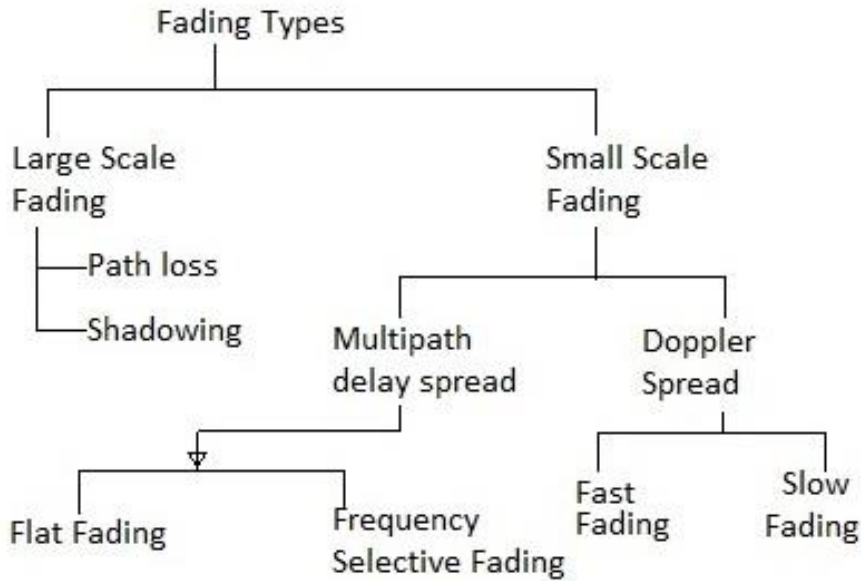 Fading Types
Large Scale
Fading
Small Scale
Fading
Path loss
Shadowing
Multipath
delay spread
Doppler
Spread
Flat Fading
Frequency
Selective Fading
Fast
Fading
Slow
Fading